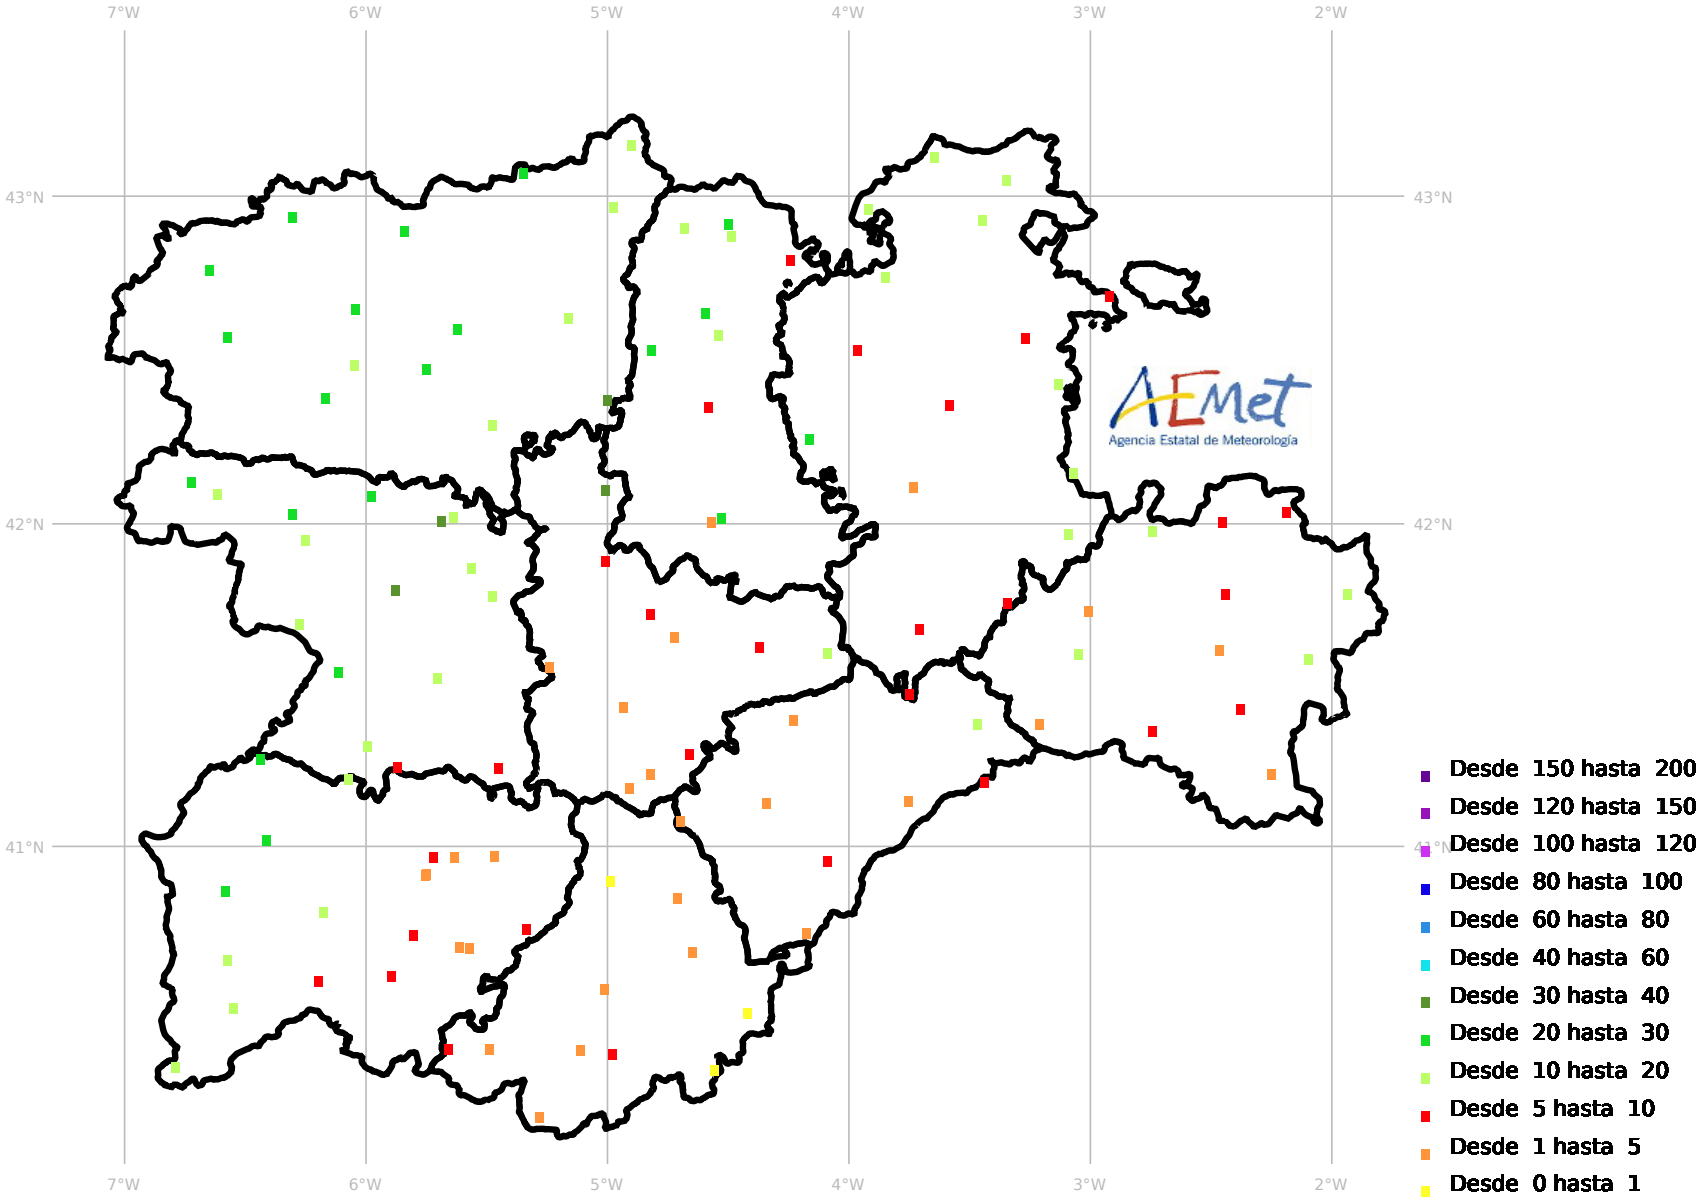 7°W 6°W 5°W 4°W 3°W 2°W
43°N 43°N
AEMet
Agencia Estatal de Meteorología
42°N 42°N
Desde 150 hasta 200
Desde 120 hasta 150
41°N 41°N Desde 100 hasta 120
Desde 80 hasta 100
Desde 60 hasta 80
Desde 40 hasta 60
Desde 30 hasta 40
Desde 20 hasta 30
Desde 10 hasta 20
Desde 5 hasta 10
Desde 1 hasta 5
Desde 0 hasta 1
7°W 6°W 5°W 4°W 3°W 2°W